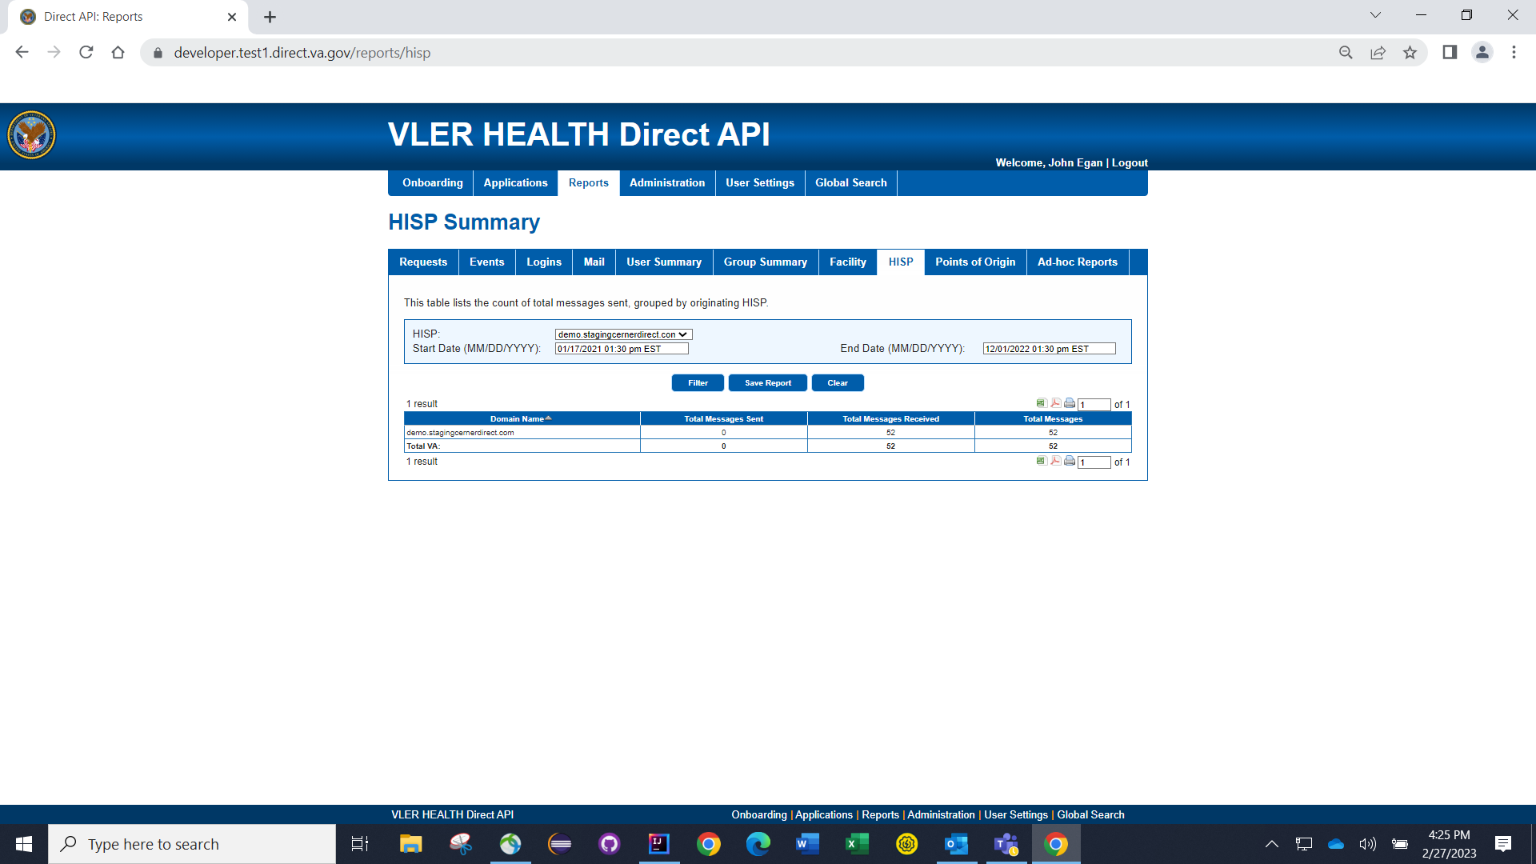 Direct API: Reports
developer.test1.direct.va.gov/reports/hisp
VLER HEALTH Direct API
Welcome, John Egan | Logout
Onboarding Applications Reports Administration User Settings Global Search
HISP Summary
Requests Events Logins Mail User Summary Group Summary Facility HISP Points of Origin Ad-hoc Reports
This table lists the count of total messages sent, grouped by originating HISP.
HISP: demo.stagingcernerdirect.con
Start Date (MM/DD/YYYY): 01/17/2021 01:30 pm EST End Date (MM/DD/YYYY): 12/01/2022 01:30 pm EST
Filter Save Report Clear
1 result 1 of 1
Domain Name Total Messages Sent Total Messages Received Total Messages
demo.stagingcernerdirect.com 0 52 52
Total VA: 0 52 52
1 result 1 of 1
VLER HEALTH Direct API Onboarding | Applications | Reports | Administration | User Settings | Global Search
Type here to search
4:25 PM
2/27/2023